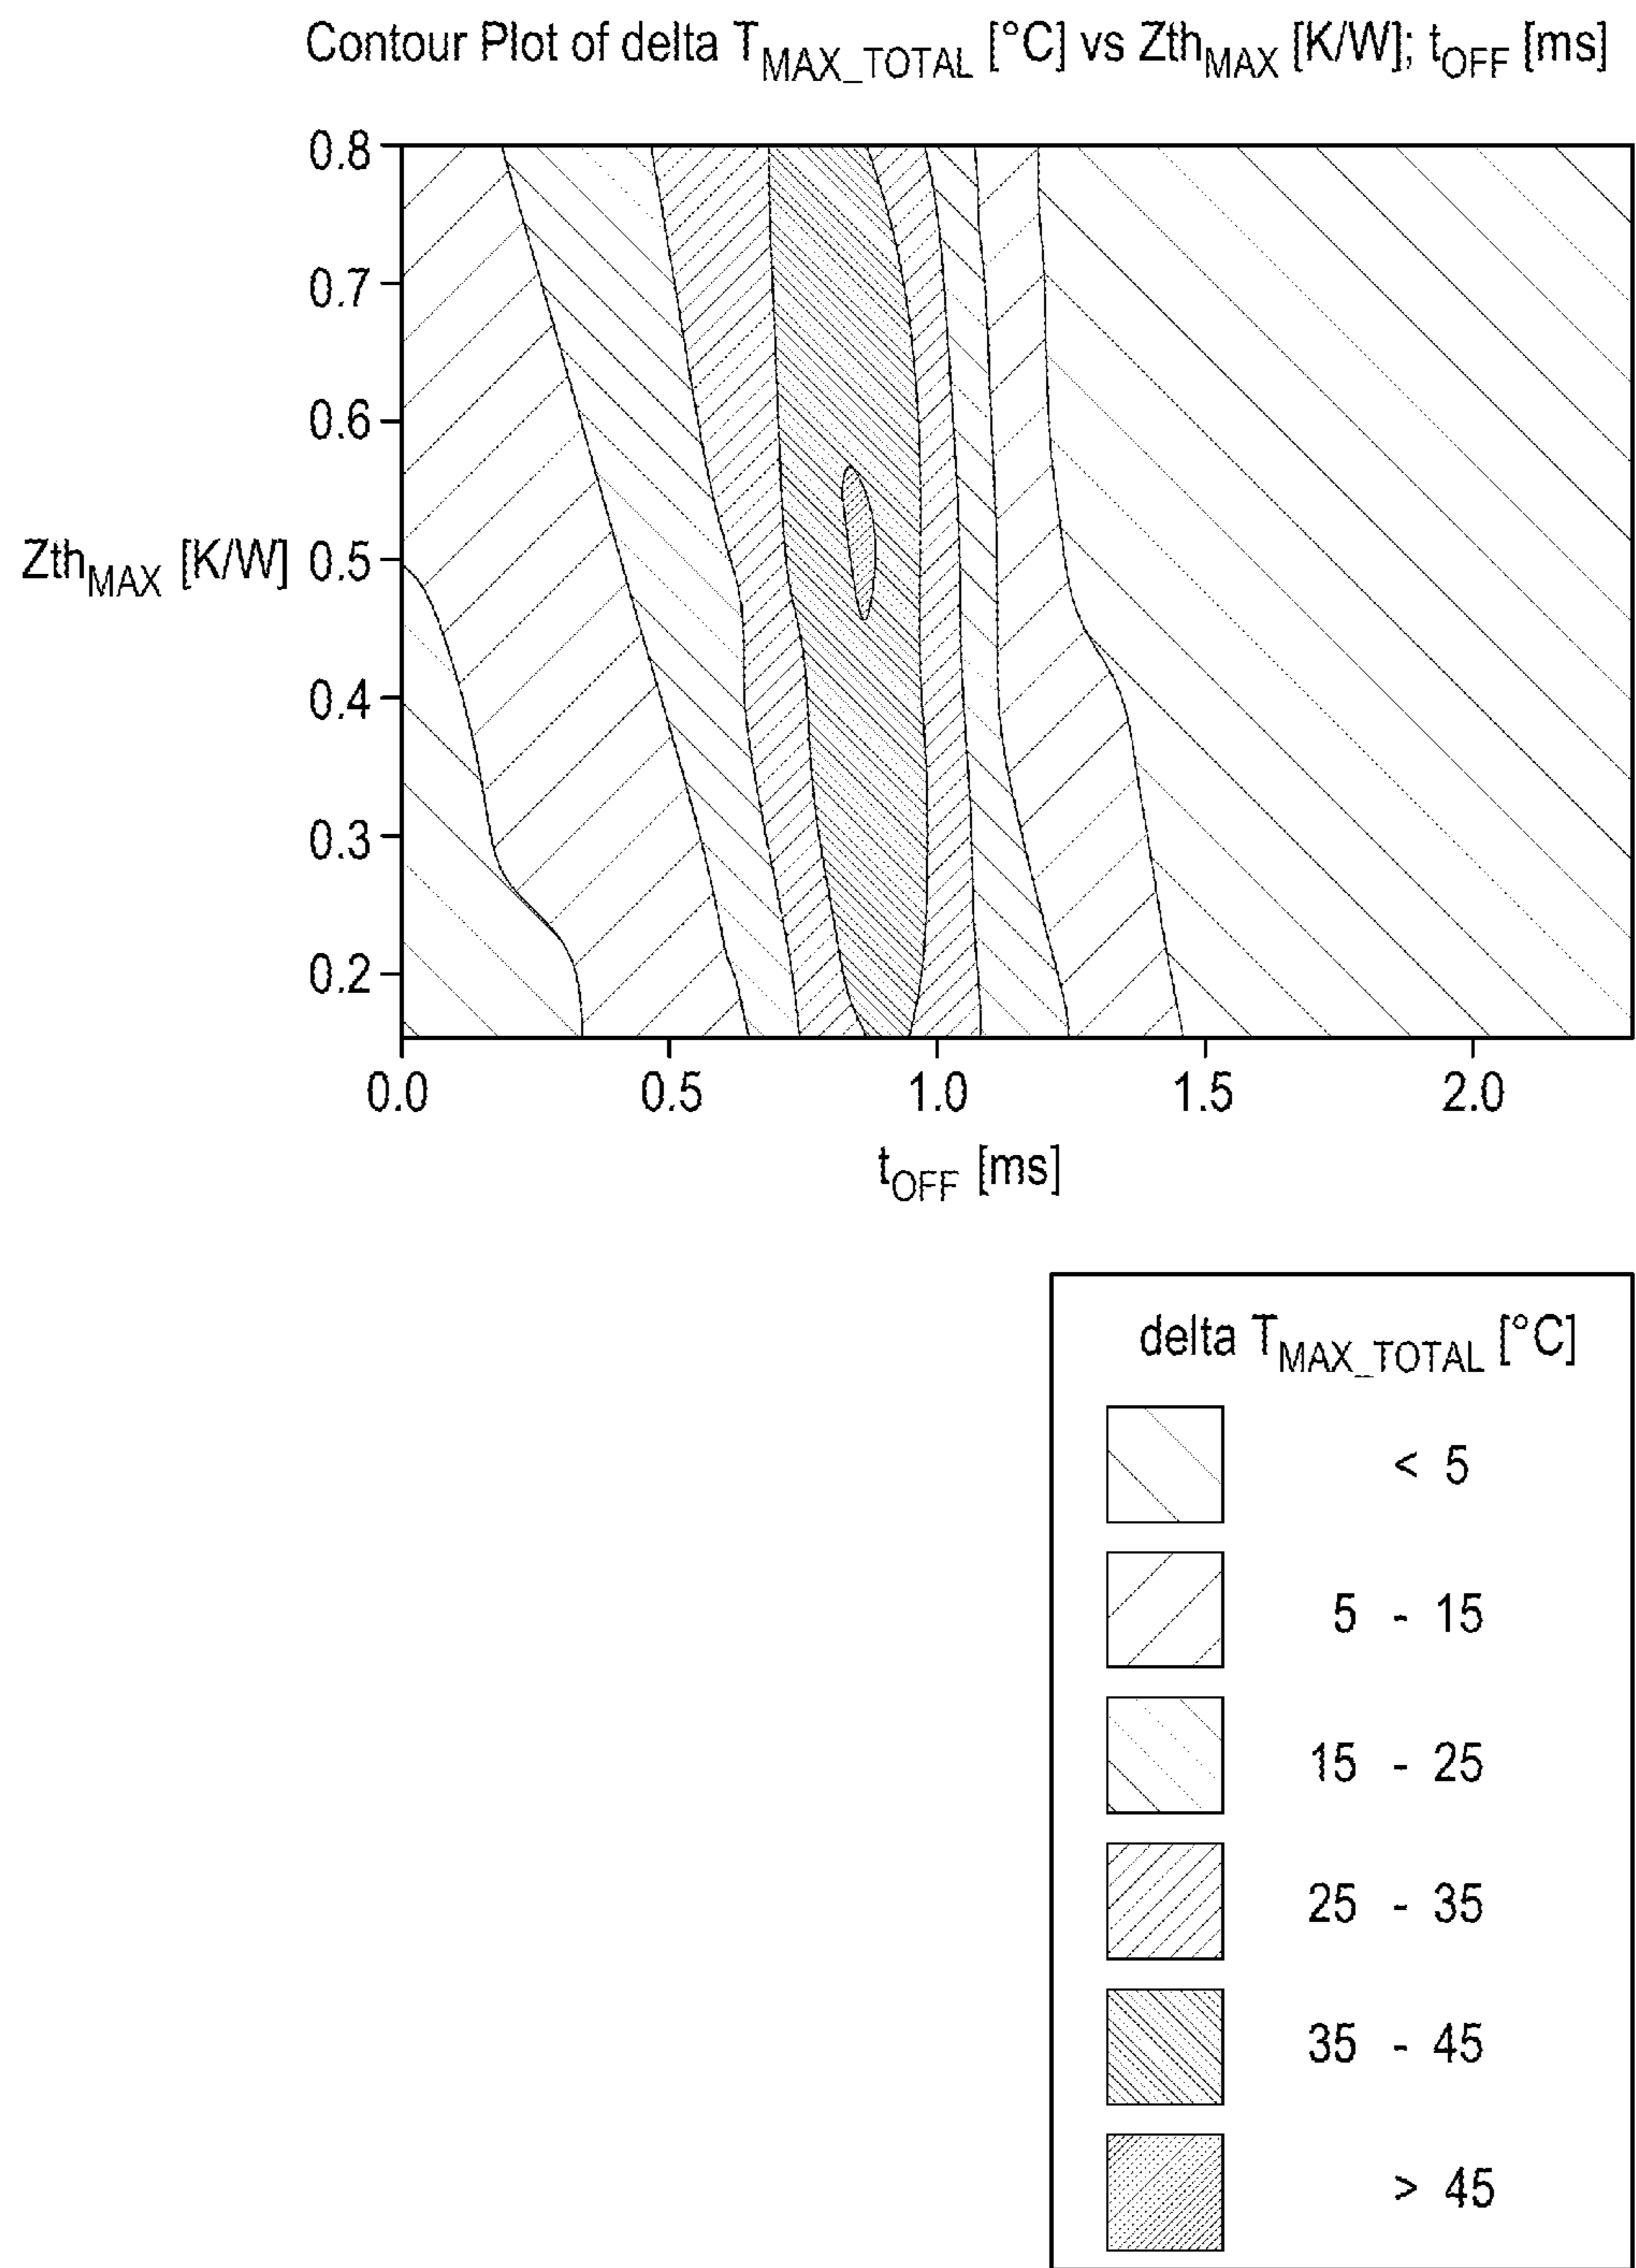 Contour Plot of delta T_MAX_TOTAL [°C] vs Zth_MAX [K/W]; t_OFF [ms]
0.8
0.7
0.6
Zth_MAX [K/W] 0.5
0.4
0.3
0.2
0.0 0.5 1.0 1.5 2.0
t_OFF [ms]
delta T_MAX_TOTAL [°C]
< 5
5 - 15
15 - 25
25 - 35
35 - 45
> 45